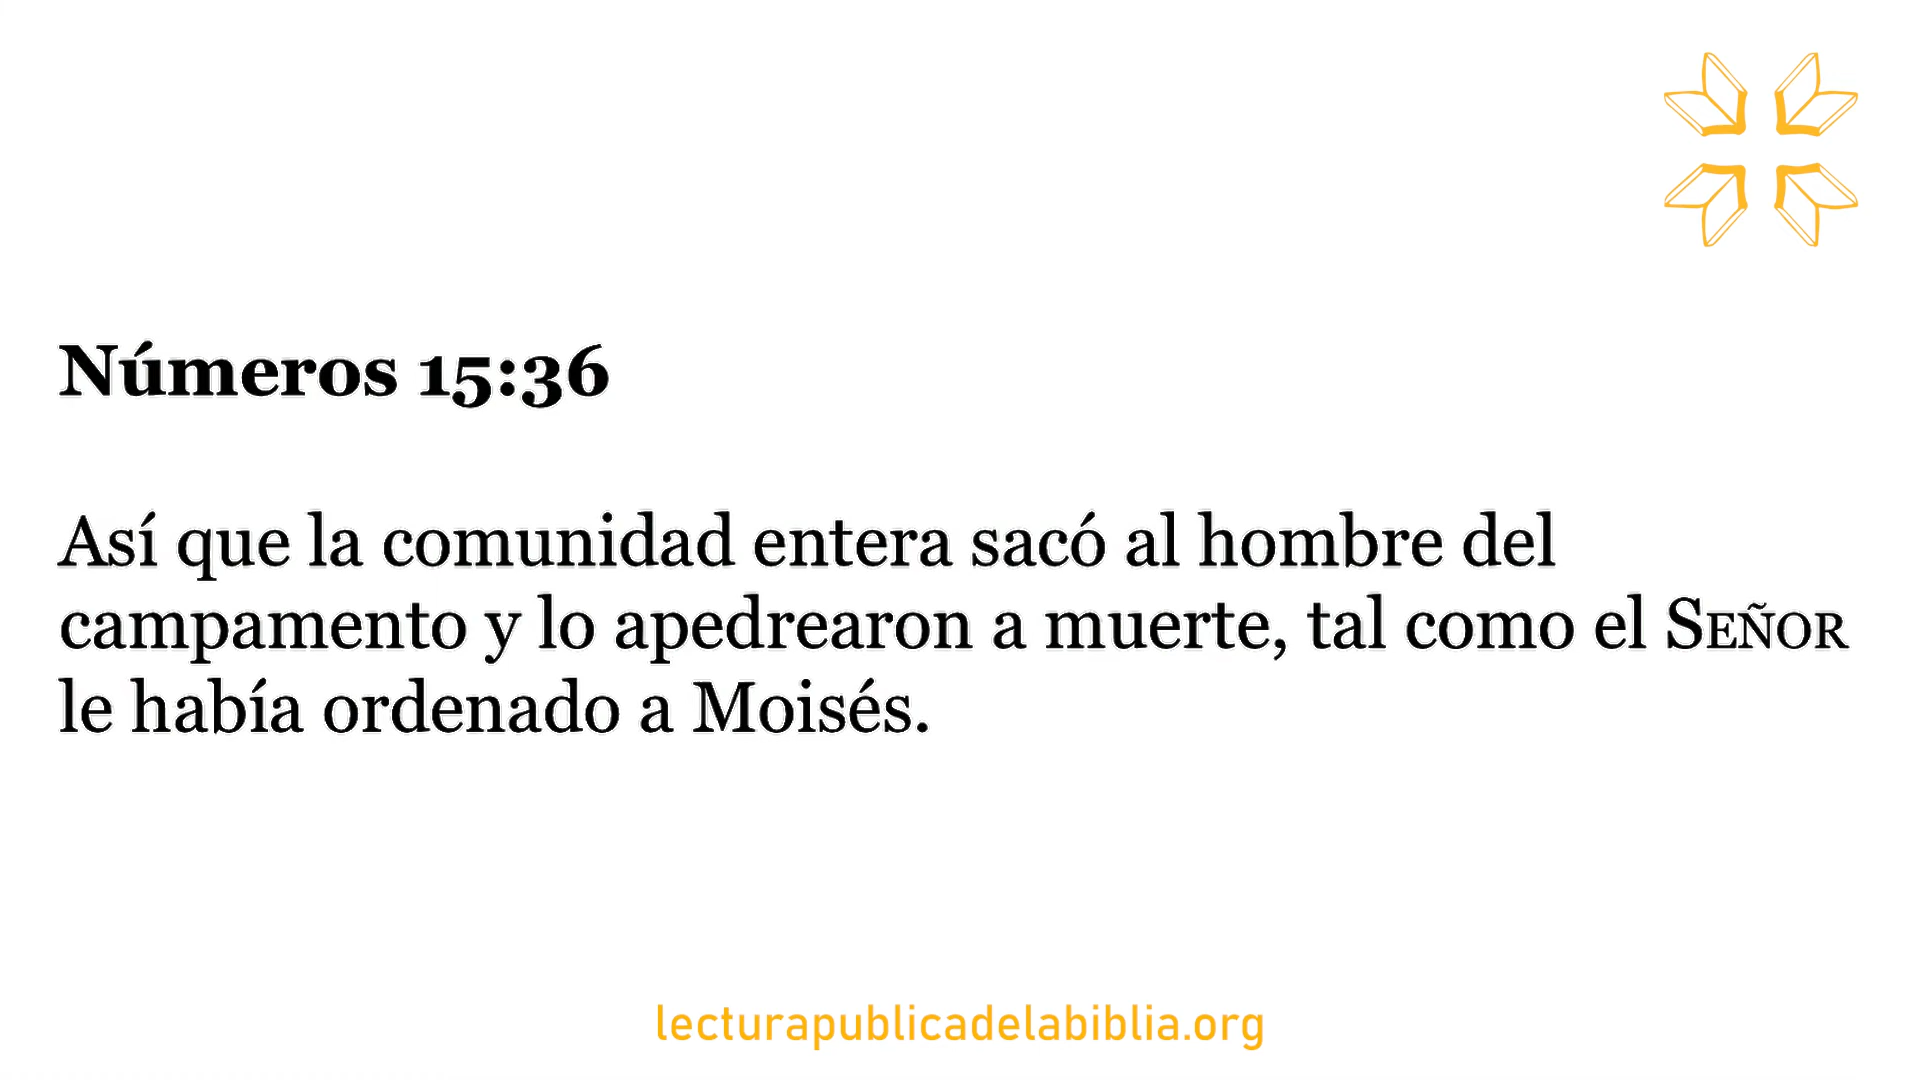 Números 15:36
Así que la comunidad entera sacó al hombre del
campamento y lo apedrearon a muerte, tal como el SEÑOR
le había ordenado a Moisés.
lecturapublicadelabiblia.org